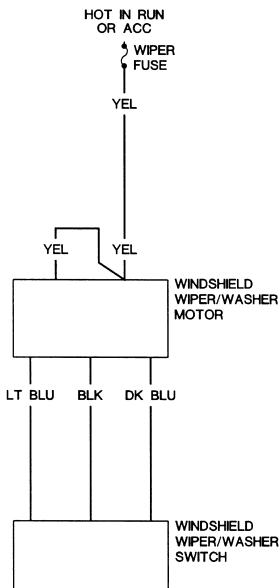 HOT IN RUN
OR ACC
WIPER
FUSE
YEL
YEL YEL
WINDSHIELD
WIPER/WASHER
MOTOR
LT BLU BLK DK BLU
WINDSHIELD
WIPER/WASHER
SWITCH